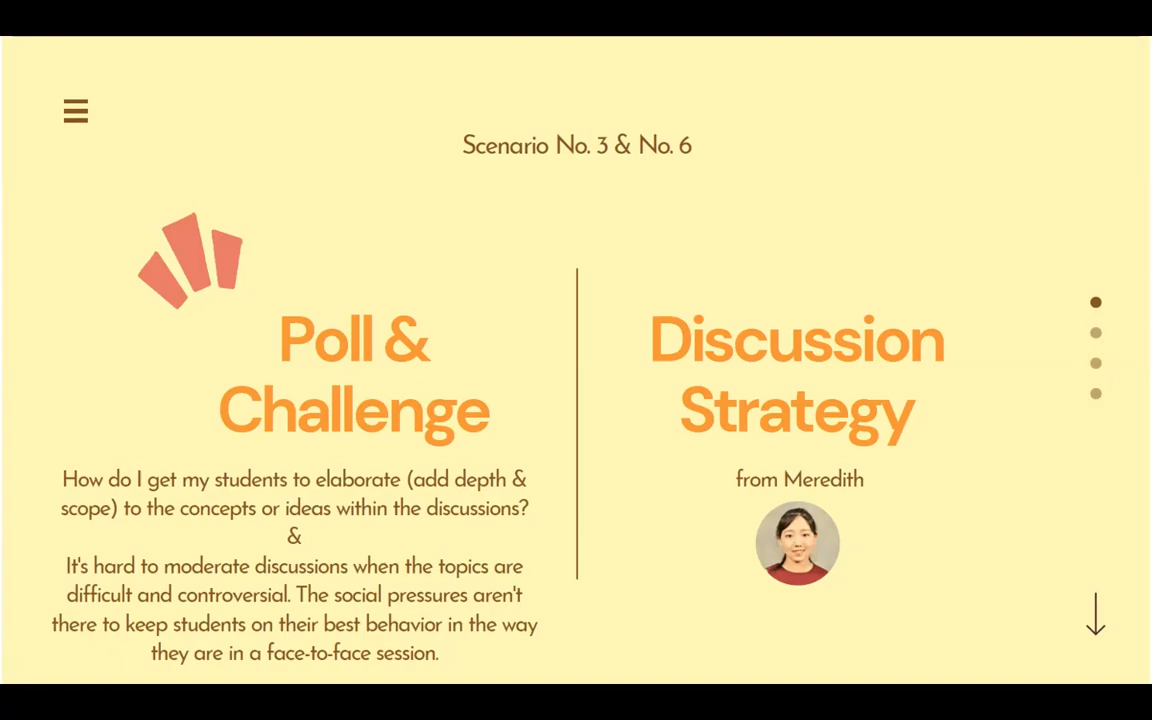 Scenario No. 3 & No. 6
Poll &
Challenge
How do I get my students to elaborate (add depth &
scope) to the concepts or ideas within the discussions?
&
It's hard to moderate discussions when the topics are
difficult and controversial. The social pressures aren't
there to keep students on their best behavior in the way
they are in a face-to-face session.
Discussion
Strategy
from Meredith